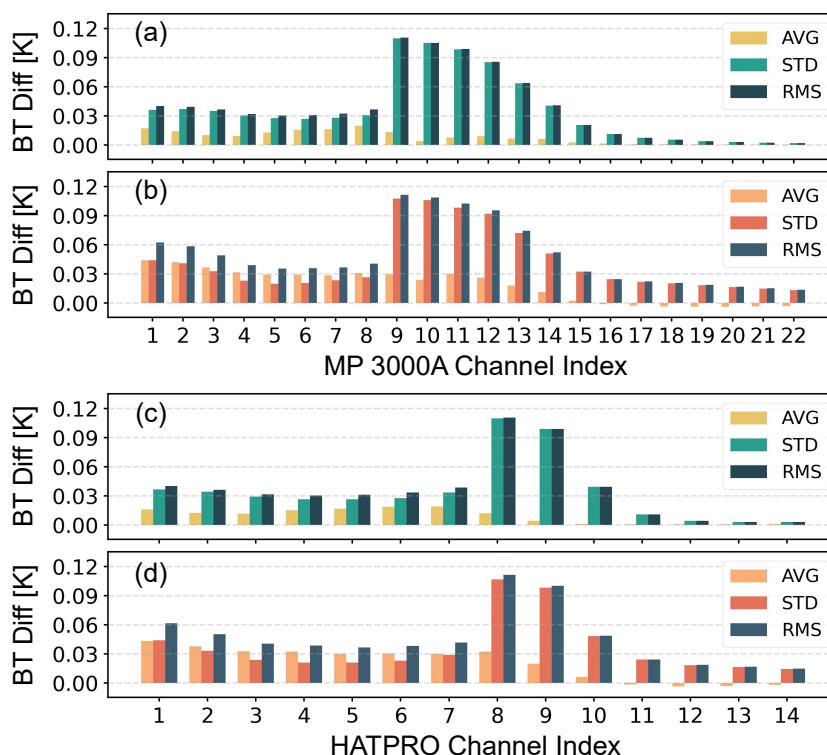 (a)
BT Diff [K]
0.12
0.09
0.06
0.03
0.00
AVG
STD
RMS
(b)
BT Diff [K]
0.12
0.09
0.06
0.03
0.00
AVG
STD
RMS
1 2 3 4 5 6 7 8 9 10 11 12 13 14 15 16 17 18 19 20 21 22
MP 3000A Channel Index
(c)
BT Diff [K]
0.12
0.09
0.06
0.03
0.00
AVG
STD
RMS
(d)
BT Diff [K]
0.12
0.09
0.06
0.03
0.00
AVG
STD
RMS
1 2 3 4 5 6 7 8 9 10 11 12 13 14
HATPRO Channel Index